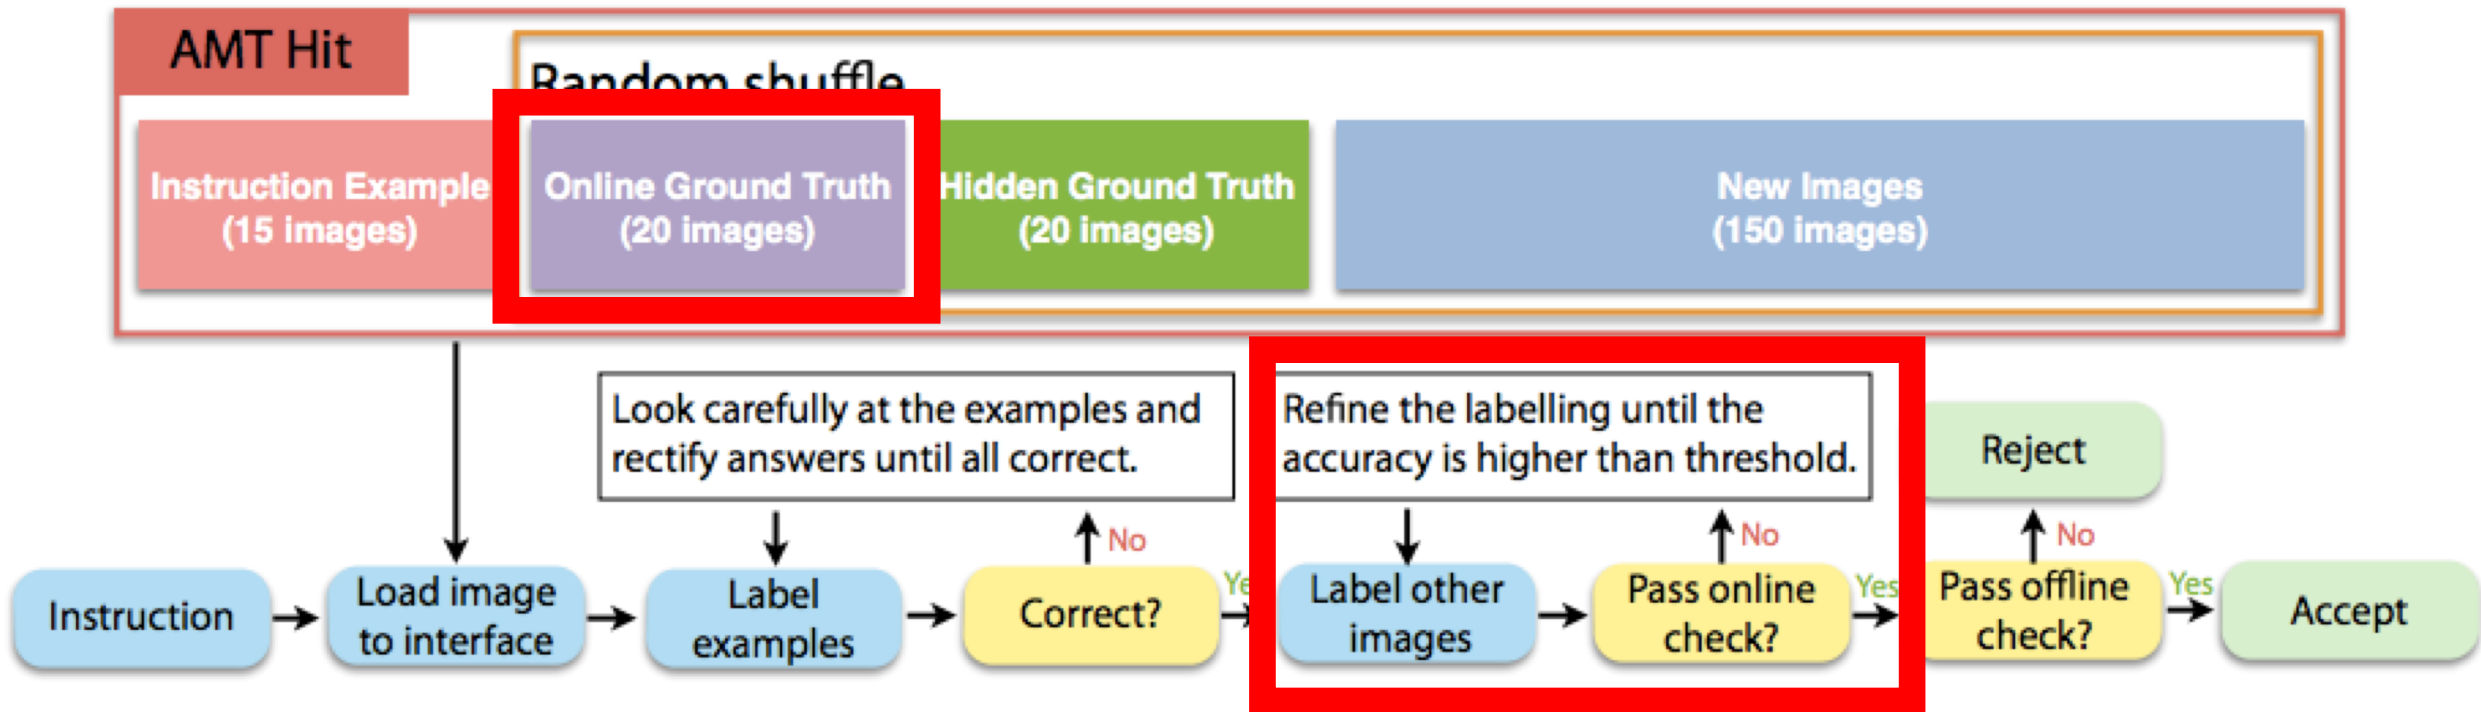 AMT Hit
Random shuffle
Instruction Example
(15 images)
Online Ground Truth
(20 images)
Hidden Ground Truth
(20 images)
New Images
(150 images)
Look carefully at the examples and
rectify answers until all correct.
Refine the labelling until the
accuracy is higher than threshold.
Reject
No
No
No
Instruction
Load image
to interface
Label
examples
Correct?
Ye
Label other
images
Pass online
check?
Yes
Pass offline
check?
Yes
Accept